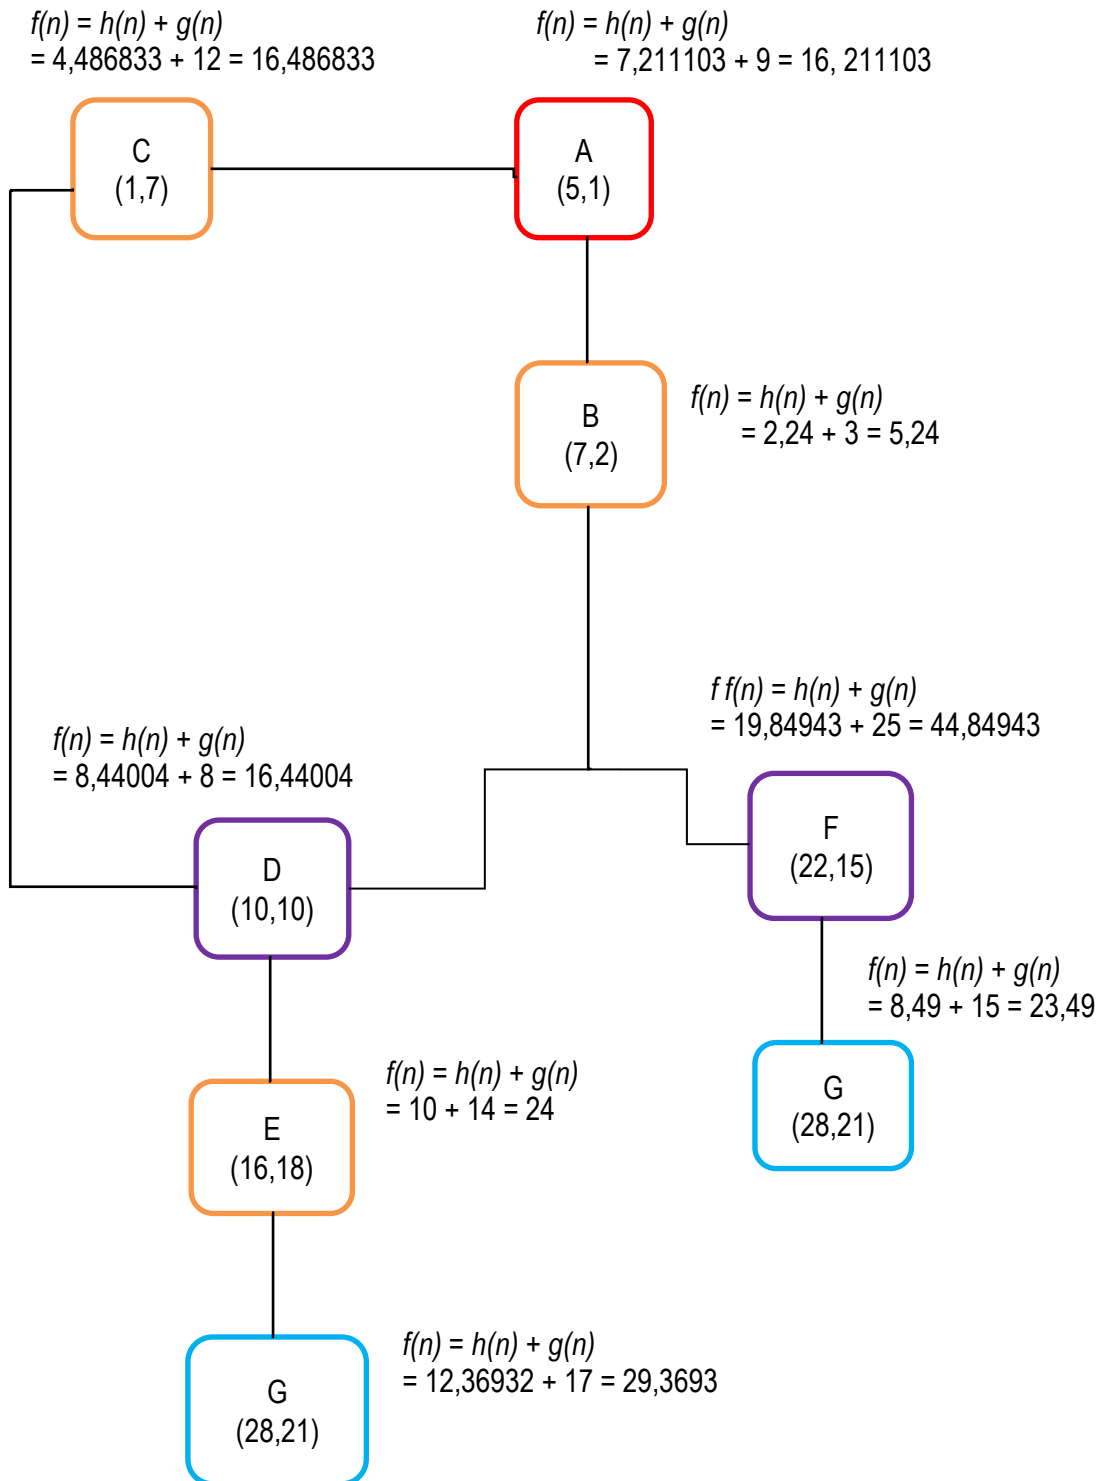 f(n) = h(n) + g(n)
= 4,486833 + 12 = 16,486833
f(n) = h(n) + g(n)
= 7,211103 + 9 = 16, 211103
C
(1,7)
A
(5,1)
B
(7,2)
f(n) = h(n) + g(n)
= 2,24 + 3 = 5,24
f f(n) = h(n) + g(n)
= 19,84943 + 25 = 44,84943
f(n) = h(n) + g(n)
= 8,44004 + 8 = 16,44004
F
(22,15)
D
(10,10)
f(n) = h(n) + g(n)
= 8,49 + 15 = 23,49
G
(28,21)
f(n) = h(n) + g(n)
= 10 + 14 = 24
E
(16,18)
f(n) = h(n) + g(n)
= 12,36932 + 17 = 29,3693
G
(28,21)